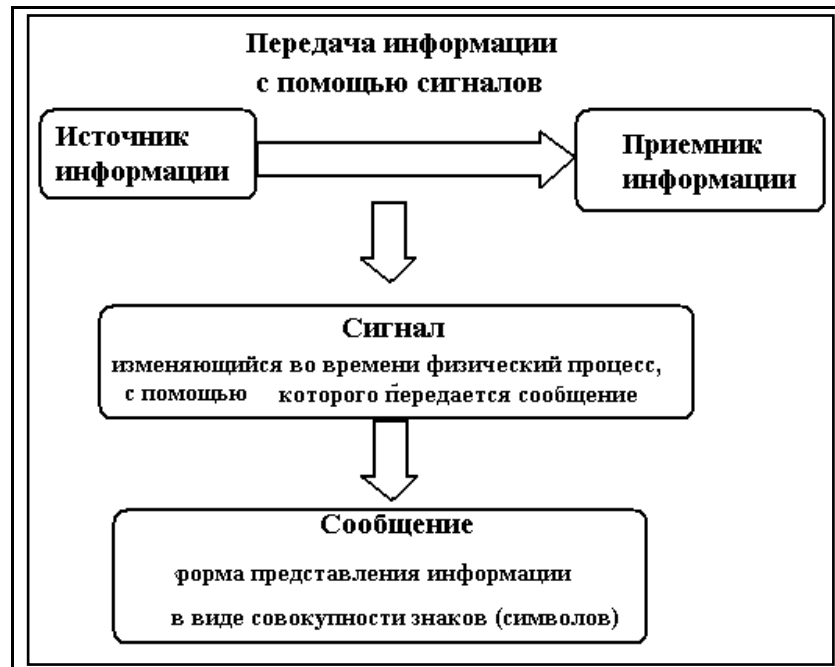 Передача информации
с помощью сигналов
Источник
информации
Приемник
информации
Сигнал
изменяющийся во времени физический процесс,
с помощью которого передается сообщение
Сообщение
форма представления информации
в виде совокупности знаков (символов)